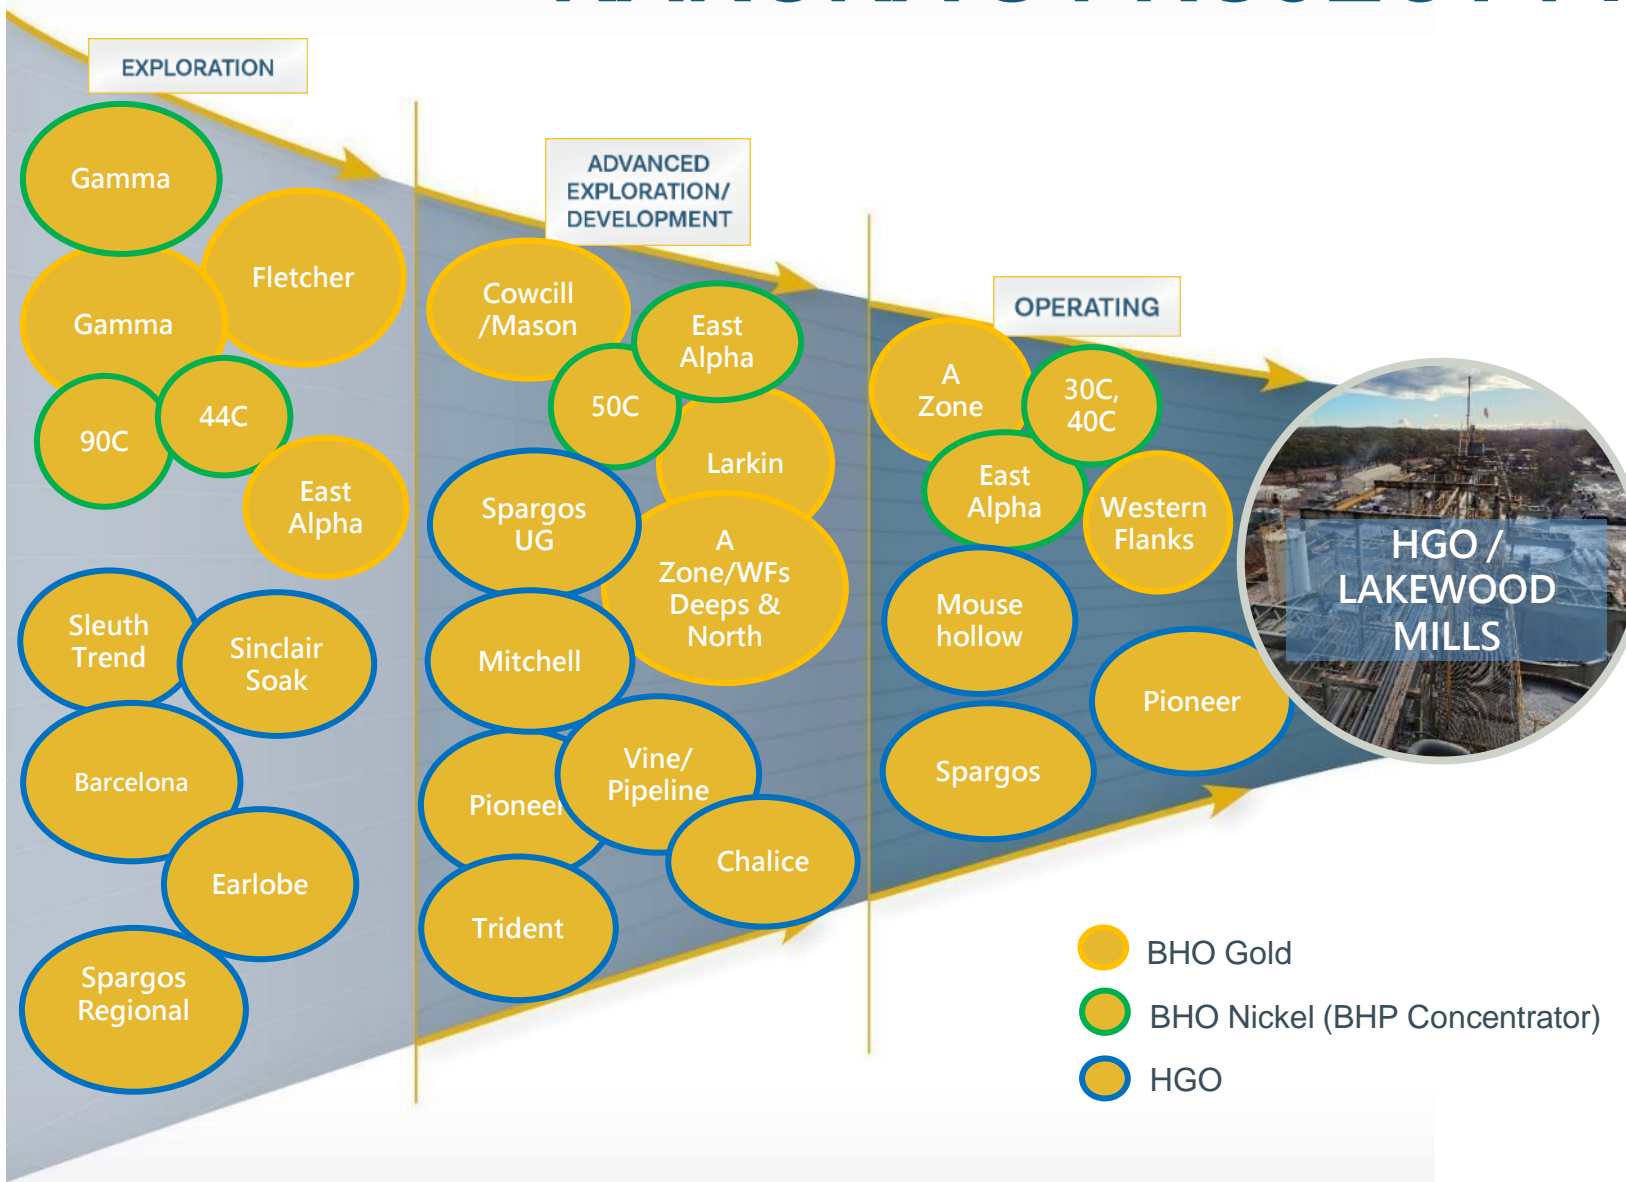 EXPLORATION
Gamma
Fletcher
Gamma
44C
90C
East
Alpha
Sleuth
Trend
Sinclair
Soak
Barcelona
Earlobe
Spargos
Regional
ADVANCED
EXPLORATION/
DEVELOPMENT
Cowcill
/Mason
East
Alpha
50C
Larkin
Spargos
UG
A
Zone/WFs
Deeps &
North
Mitchell
Vine/
Pipeline
Pioneer
Chalice
Trident
OPERATING
A
Zone
30C,
40C
East
Alpha
Western
Flanks
Mouse
hollow
Pioneer
Spargos
HGO /
LAKEWOOD
MILLS
BHO Gold
BHO Nickel (BHP Concentrator)
HGO